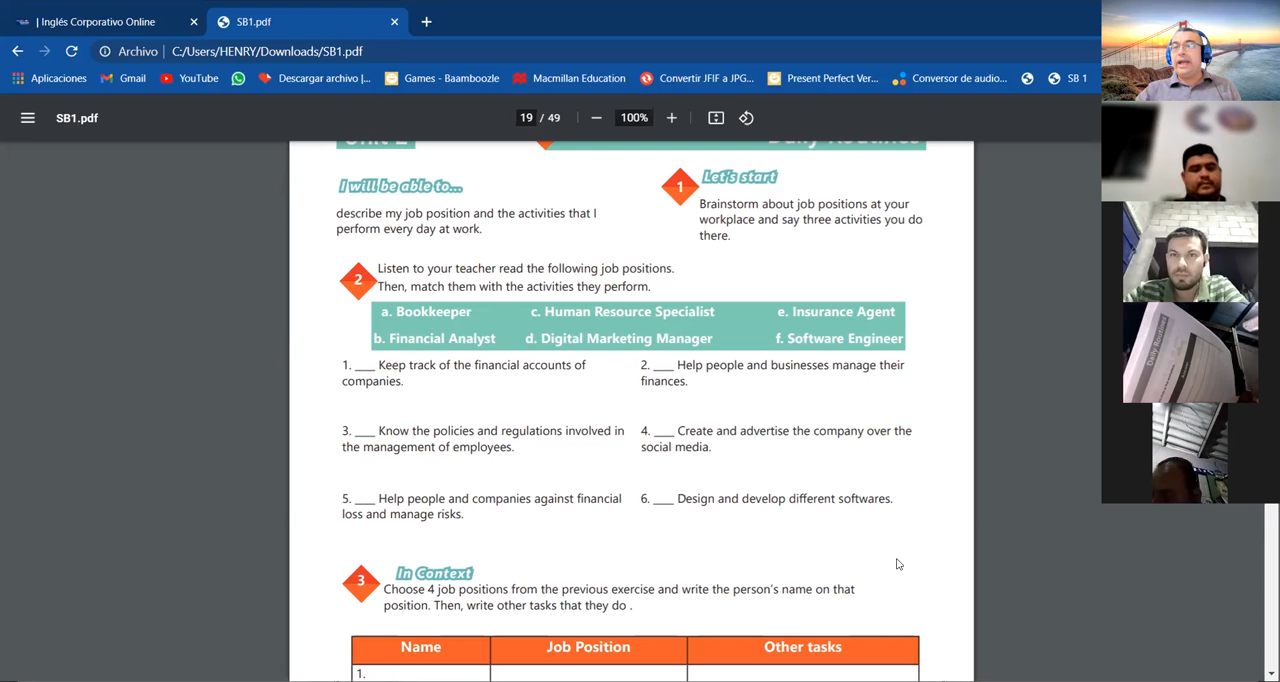 | Inglés Corporativo Online
SB1.pdf
Archivo
C:/Users/HENRY/Downloads/SB1.pdf
Aplicaciones
Gmail
YouTube
Descargar archivo |...
Games - Baamboozle
Macmillan Education
Convertir JFIF a JPG...
Present Perfect Ver...
Conversor de audio...
SB 1
SB1.pdf
19 / 49
100%
Unit 2
Daily Routines
I will be able to...
describe my job position and the activities that I
perform every day at work.
1
Let's start
Brainstorm about job positions at your
workplace and say three activities you do
there.
2
Listen to your teacher read the following job positions.
Then, match them with the activities they perform.
a. Bookkeeper
c. Human Resource Specialist
e. Insurance Agent
b. Financial Analyst
d. Digital Marketing Manager
f. Software Engineer
1. ___ Keep track of the financial accounts of
companies.
2. ___ Help people and businesses manage their
finances.
3. ___ Know the policies and regulations involved in
the management of employees.
4. ___ Create and advertise the company over the
social media.
5. ___ Help people and companies against financial
loss and manage risks.
6. ___ Design and develop different softwares.
3
In Context
Choose 4 job positions from the previous exercise and write the person's name on that
position. Then, write other tasks that they do .
Name
Job Position
Other tasks
1.